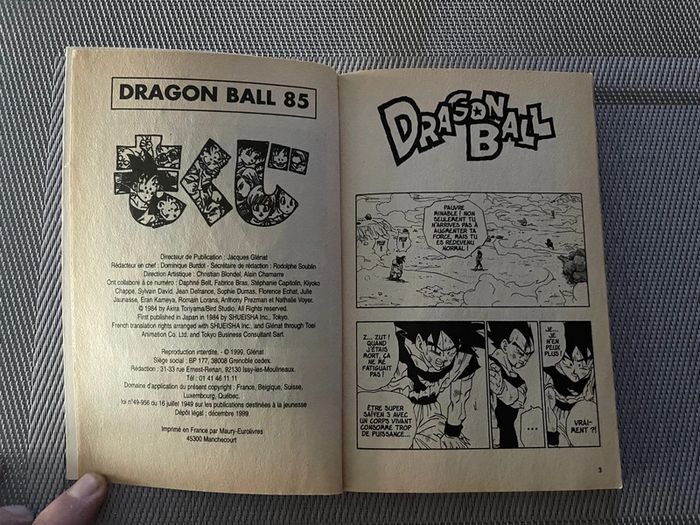 DRAGON BALL 85
もくじ
Directeur de Publication : Jacques Glénat
Rédacteur en chef : Dominique Burdot - Secrétaire de rédaction : Rodolphe Soublin
Direction Artistique : Christian Blondel, Alain Chamarre
Ont collaboré à ce numéro : Daphné Bell, Fabrice Bras, Stéphanie Capitolin, Kiyoko
Chappe, Sylvain David, Jean Defrance, Sophie Dumas, Florence Echat, Julie
Jaunasse, Eran Kameya, Romain Lorans, Anthony Prezman et Nathalie Voyer.
© 1984 by Akira Toriyama/Bird Studio, All Rights reserved.
First published in Japan in 1984 by SHUEISHA Inc., Tokyo.
French translation rights arranged with SHUEISHA Inc., and Glénat through Toei
Animation Co. Ltd. and Tokyo Business Consultant Sarl.
Reproduction interdite. - © 1999, Glénat
Siège social : BP 177, 38008 Grenoble cedex.
Rédaction : 31-33 rue Ernest-Renan, 92130 Issy-les-Moulineaux.
Tél : 01 41 46 11 11
Domaine d'application du présent copyright : France, Belgique, Suisse,
Luxembourg, Québec.
loi n°49-956 du 16 juillet 1949 sur les publications destinées à la jeunesse
Dépôt légal : décembre 1999
Imprimé en France par Maury-Eurolivres
45300 Manchecourt
DRAGON
BALL
PAUVRE
MINABLE ! NON
SEULEMENT TU
N'ARRIVES PAS À
AUGMENTER TA
FORCE, MAIS TU
ES REDEVENU
NORMAL !
Z... ZUT !
QUAND
J'ÉTAIS
MORT, ÇA
NE ME
FATIGUAIT
PAS !
ÊTRE SUPER
SAÏYEN 3 AVEC
UN CORPS VIVANT
CONSOMME TROP
DE PUISSANCE...
...
JE...
JE
N'EN
PEUX
PLUS !
VRAI-
MENT ?!
3